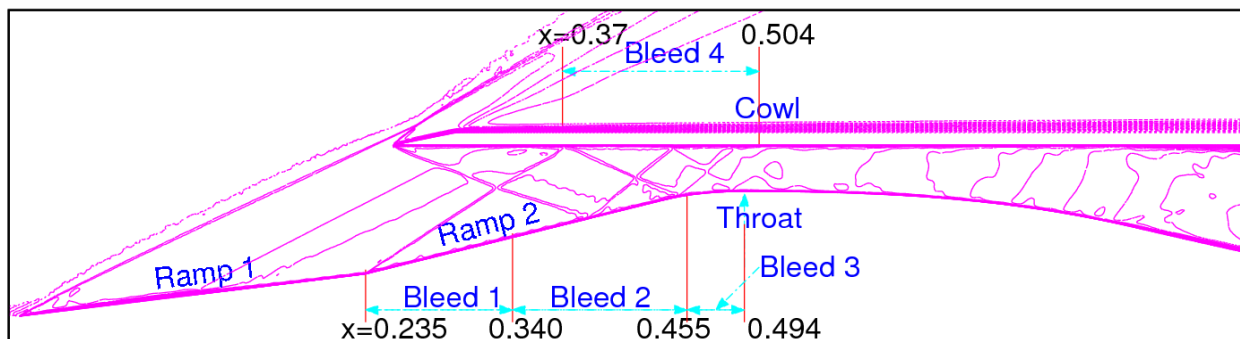 x=0.37 0.504
Bleed 4
Cowl
Ramp 2
Throat
Ramp 1
Bleed 3
Bleed 1 Bleed 2
x=0.235 0.340 0.455 0.494